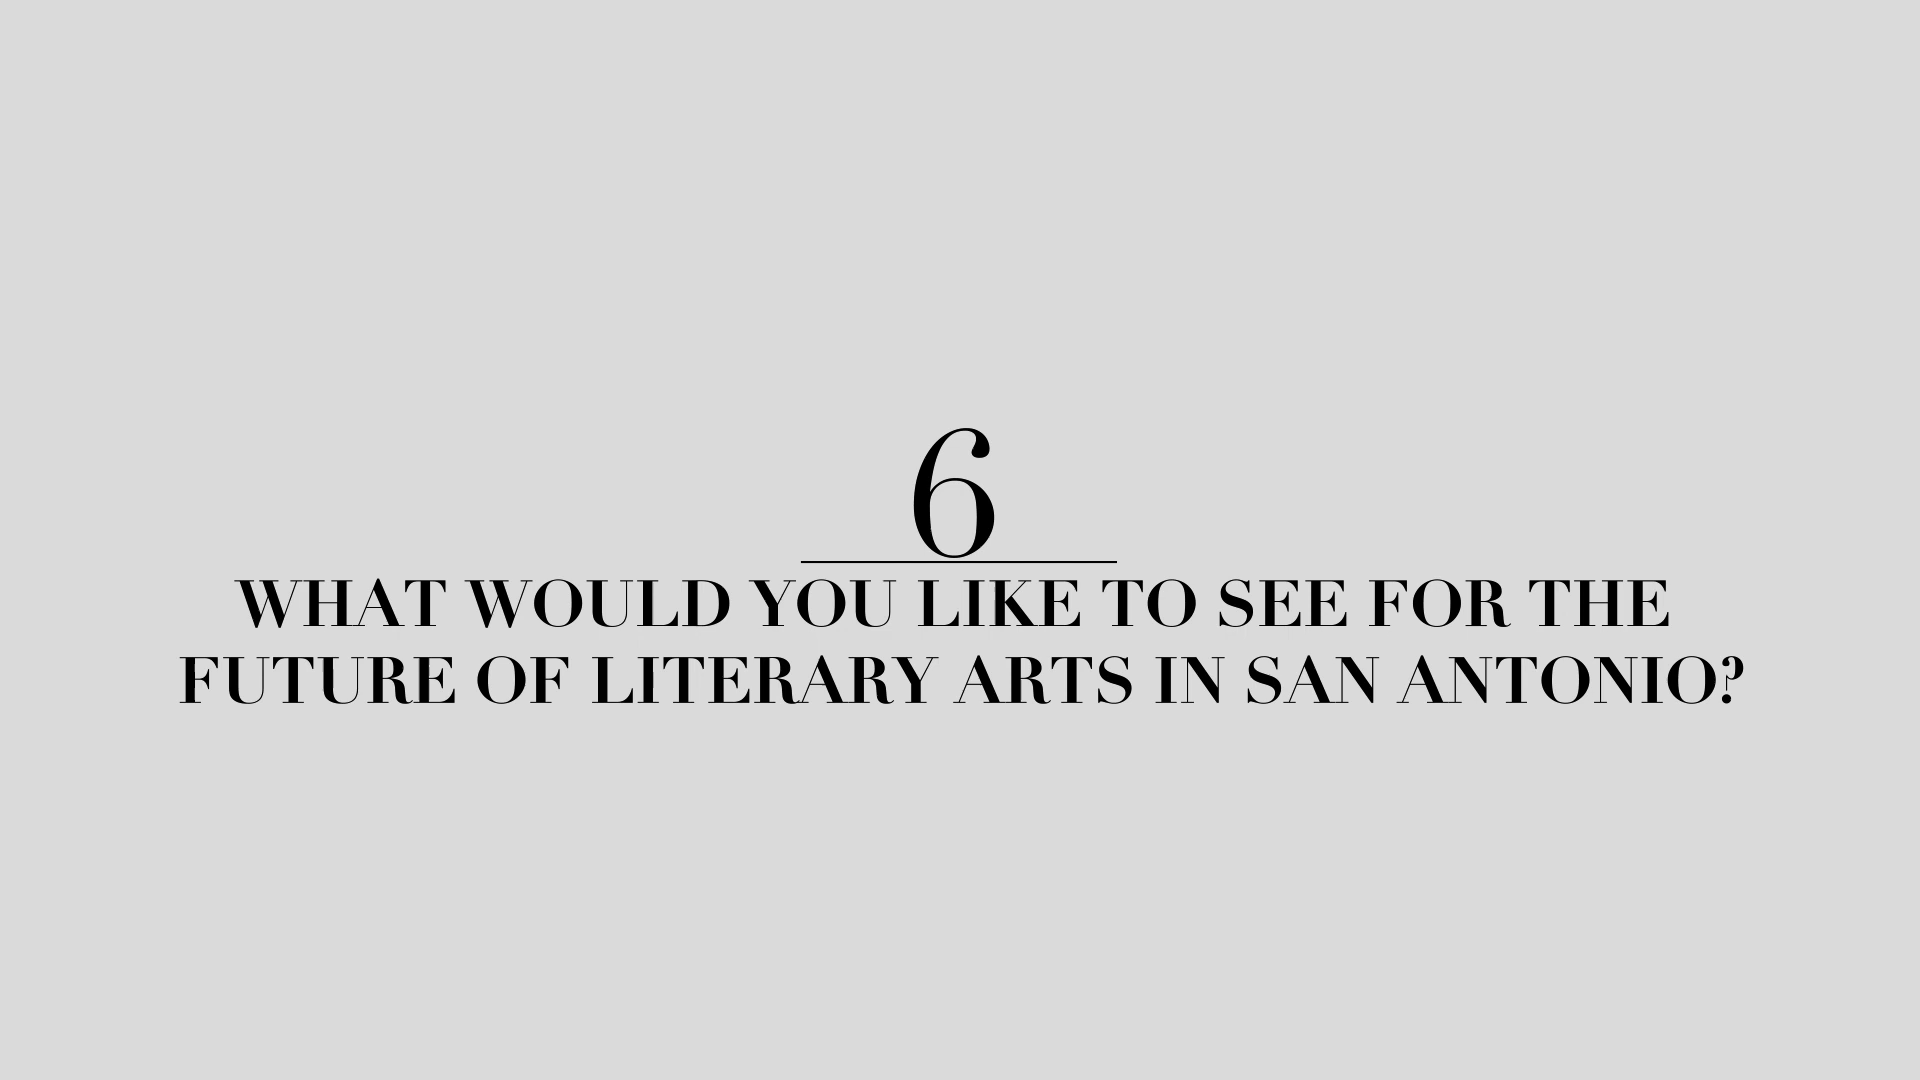 6
WHAT WOULD YOU LIKE TO SEE FOR THE
FUTURE OF LITERARY ARTS IN SAN ANTONIO?